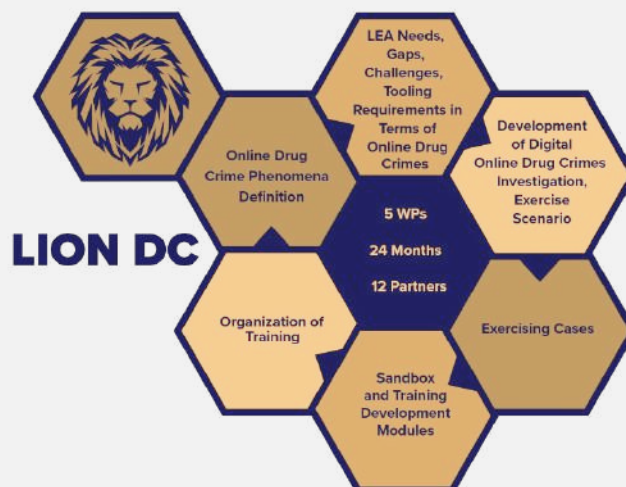 LEA Needs,
Gaps,
Challenges,
Tooling
Requirements in
Terms of
Online Drug
Crimes
Online Drug
Crime Phenomena
Definition
Development
of Digital
Online Drug Crimes
Investigation,
Exercise
Scenario
LION DC
5 WPs
24 Months
12 Partners
Organization of
Training
Exercising Cases
Sandbox
and Training
Development
Modules